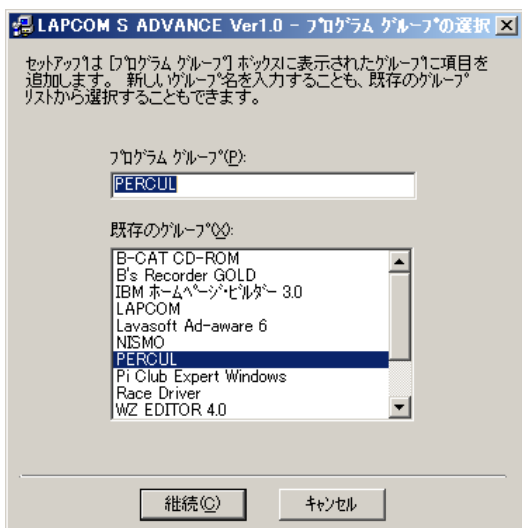 LAPCOM S ADVANCE Ver1.0 - ﾌﾟﾛｸﾞﾗﾑ ｸﾞﾙｰﾌﾟの選択
ｾｯﾄｱｯﾌﾟは [ﾌﾟﾛｸﾞﾗﾑ ｸﾞﾙｰﾌﾟ] ﾎﾞｯｸｽに表示されたｸﾞﾙｰﾌﾟに項目を
追加します。 新しいｸﾞﾙｰﾌﾟ名を入力することも、既存のｸﾞﾙｰﾌﾟ
ﾘｽﾄから選択することもできます。
ﾌﾟﾛｸﾞﾗﾑ ｸﾞﾙｰﾌﾟ(P):
PERCUL
既存のｸﾞﾙｰﾌﾟ(X):
B-CAT CD-ROM
B's Recorder GOLD
IBM ﾎｰﾑﾍﾟｰｼﾞ･ﾋﾞﾙﾀﾞｰ 3.0
LAPCOM
Lavasoft Ad-aware 6
NISMO
PERCUL
Pi Club Expert Windows
Race Driver
WZ EDITOR 4.0
継続(C)
ｷｬﾝｾﾙ